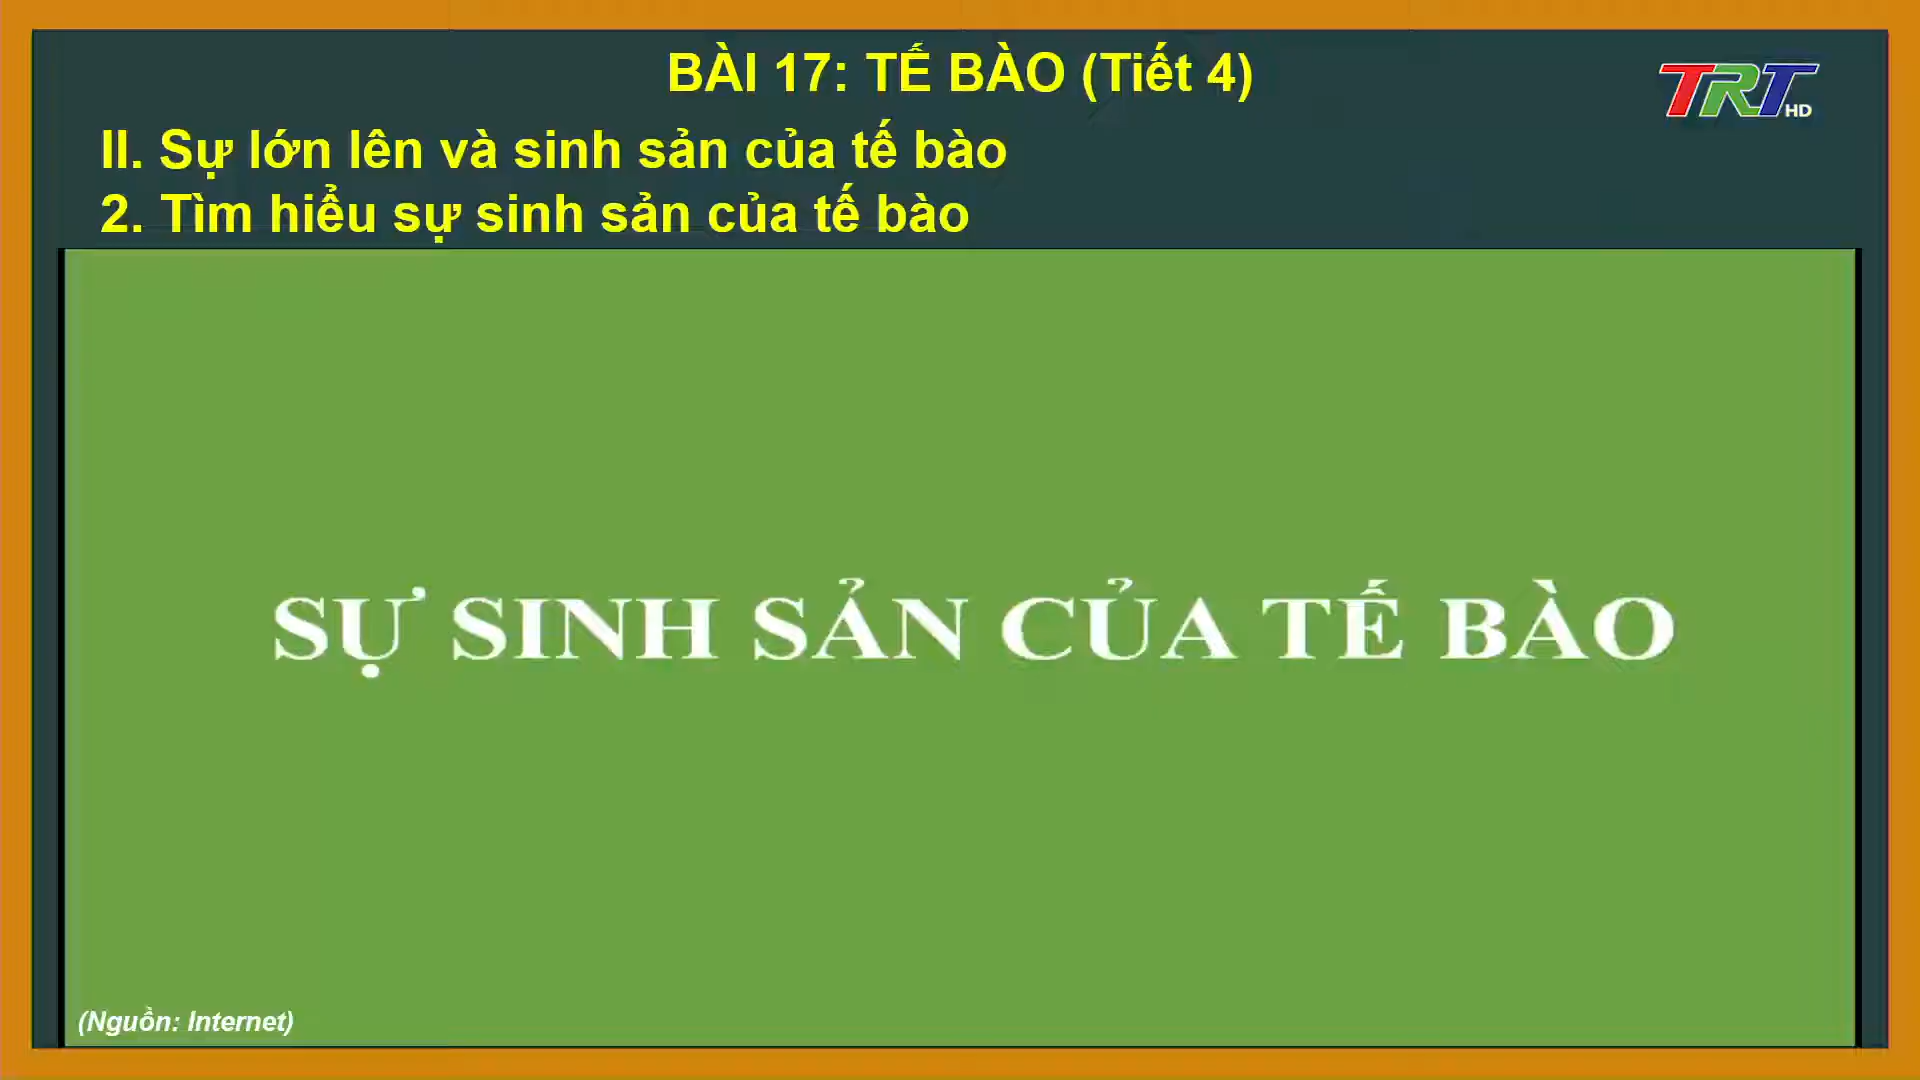 BÀI 17: TẾ BÀO (Tiết 4)
TRT HD
II. Sự lớn lên và sinh sản của tế bào
2. Tìm hiểu sự sinh sản của tế bào
SỰ SINH SẢN CỦA TẾ BÀO
(Nguồn: Internet)